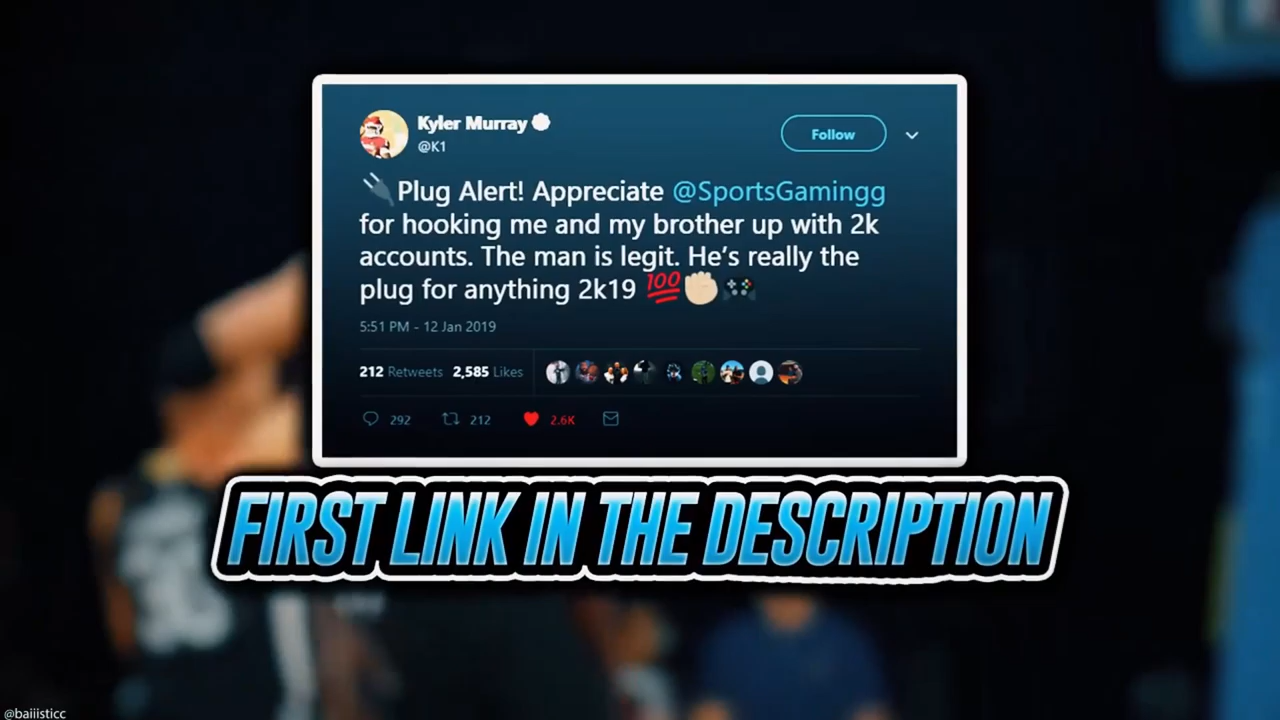 Kyler Murray
@K1
Follow
🔌Plug Alert! Appreciate @SportsGamingg
for hooking me and my brother up with 2k
accounts. The man is legit. He's really the
plug for anything 2k19 💯✊🏼🎮
5:51 PM - 12 Jan 2019
212 Retweets 2,585 Likes
292 212 2.6K
FIRST LINK IN THE DESCRIPTION
@baiiisticc